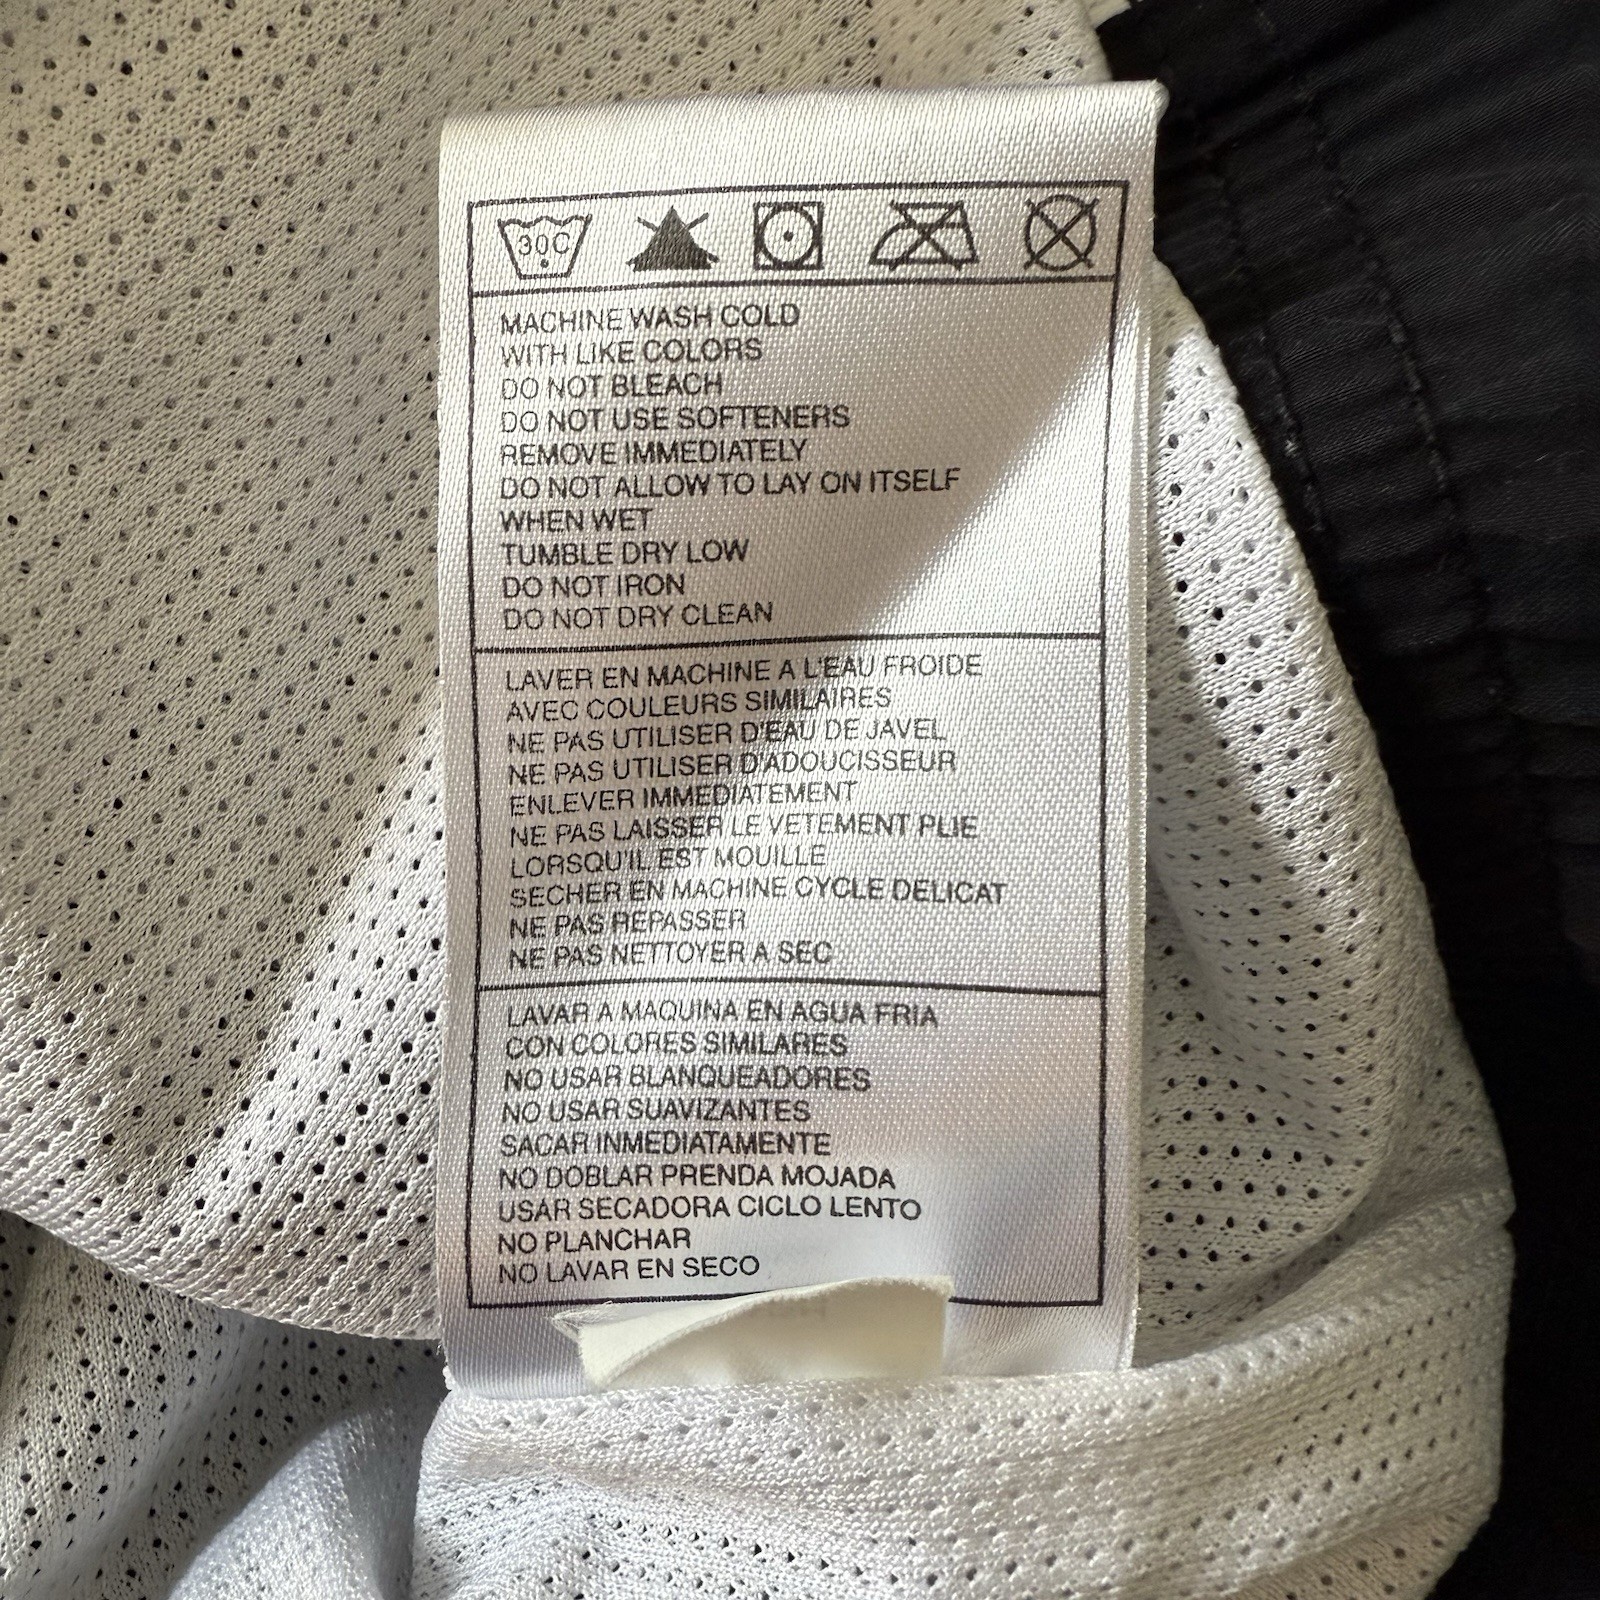 30C
MACHINE WASH COLD
WITH LIKE COLORS
DO NOT BLEACH
DO NOT USE SOFTENERS
REMOVE IMMEDIATELY
DO NOT ALLOW TO LAY ON ITSELF
WHEN WET
TUMBLE DRY LOW
DO NOT IRON
DO NOT DRY CLEAN
LAVER EN MACHINE A L'EAU FROIDE
AVEC COULEURS SIMILAIRES
NE PAS UTILISER D'EAU DE JAVEL
NE PAS UTILISER D'ADOUCISSEUR
ENLEVER IMMEDIATEMENT
NE PAS LAISSER LE VETEMENT PLIE
LORSQU'IL EST MOUILLE
SECHER EN MACHINE CYCLE DELICAT
NE PAS REPASSER
NE PAS NETTOYER A SEC
LAVAR A MAQUINA EN AGUA FRIA
CON COLORES SIMILARES
NO USAR BLANQUEADORES
NO USAR SUAVIZANTES
SACAR INMEDIATAMENTE
NO DOBLAR PRENDA MOJADA
USAR SECADORA CICLO LENTO
NO PLANCHAR
NO LAVAR EN SECO